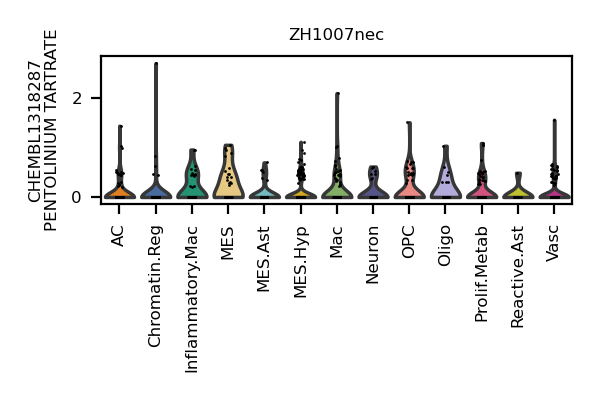 ZH1007nec
CHEMBL1318287
PENTOLINIUM TARTRATE
2
0
AC
Chromatin.Reg
Inflammatory.Mac
MES
MES.Ast
MES.Hyp
Mac
Neuron
OPC
Oligo
Prolif.Metab
Reactive.Ast
Vasc